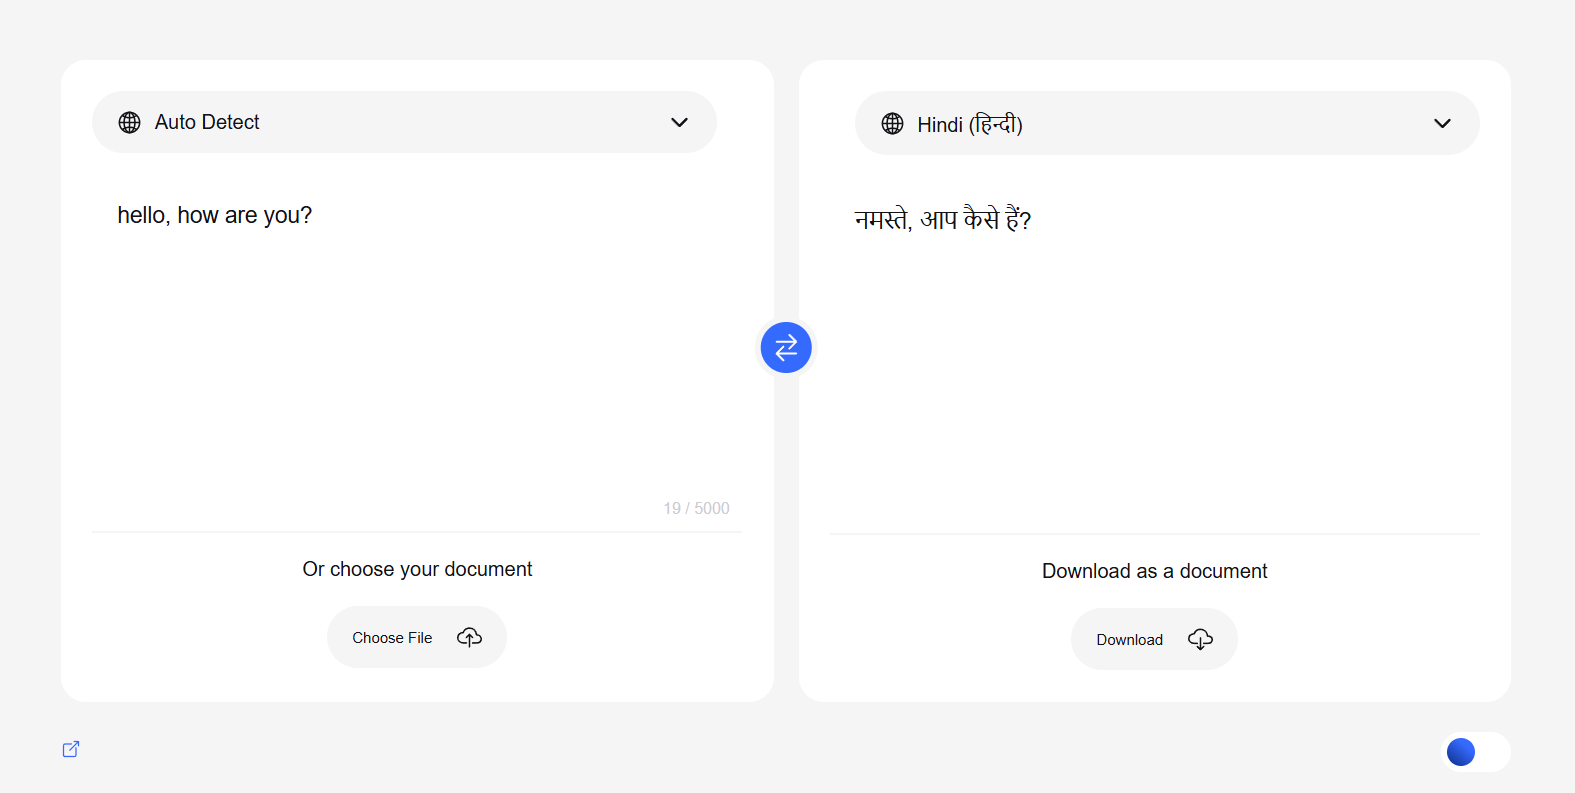 Auto Detect
hello, how are you?
19 / 5000
Or choose your document
Choose File
Hindi (हिन्दी)
नमस्ते, आप कैसे हैं?
Download as a document
Download